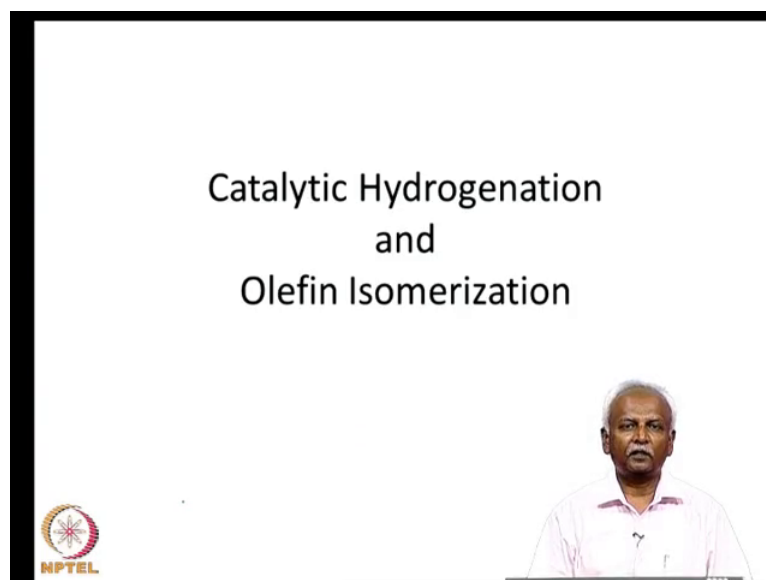 Catalytic Hydrogenation
and
Olefin Isomerization
NPTEL